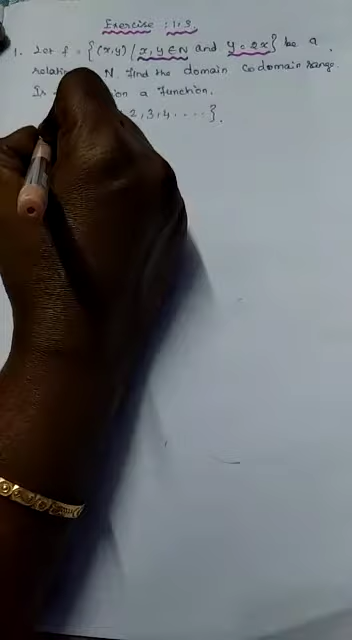 Exercise : 1.3.
1. Let f = {(x,y) / x, y ∈ N and y = 2x} be a
relation N. find the domain Co domain range.
Is a function.
2, 3, 4 . . . . }.